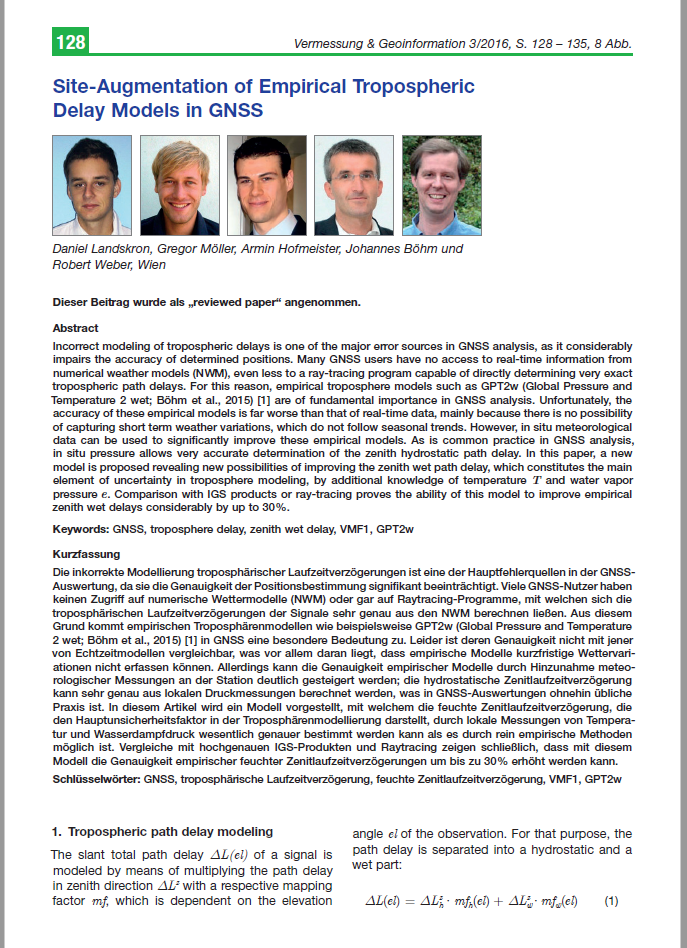 128
Vermessung & Geoinformation 3/2016, S. 128 – 135, 8 Abb.
Site-Augmentation of Empirical Tropospheric
Delay Models in GNSS
Daniel Landskron, Gregor Möller, Armin Hofmeister, Johannes Böhm und
Robert Weber, Wien
Dieser Beitrag wurde als „reviewed paper“ angenommen.
Abstract
Incorrect modeling of tropospheric delays is one of the major error sources in GNSS analysis, as it considerably
impairs the accuracy of determined positions. Many GNSS users have no access to real-time information from
numerical weather models (NWM), even less to a ray-tracing program capable of directly determining very exact
tropospheric path delays. For this reason, empirical troposphere models such as GPT2w (Global Pressure and
Temperature 2 wet; Böhm et al., 2015) [1] are of fundamental importance in GNSS analysis. Unfortunately, the
accuracy of these empirical models is far worse than that of real-time data, mainly because there is no possibility
of capturing short term weather variations, which do not follow seasonal trends. However, in situ meteorological
data can be used to significantly improve these empirical models. As is common practice in GNSS analysis,
in situ pressure allows very accurate determination of the zenith hydrostatic path delay. In this paper, a new
model is proposed revealing new possibilities of improving the zenith wet path delay, which constitutes the main
element of uncertainty in troposphere modeling, by additional knowledge of temperature T and water vapor
pressure e. Comparison with IGS products or ray-tracing proves the ability of this model to improve empirical
zenith wet delays considerably by up to 30%.
Keywords: GNSS, troposphere delay, zenith wet delay, VMF1, GPT2w
Kurzfassung
Die inkorrekte Modellierung troposphärischer Laufzeitverzögerungen ist eine der Hauptfehlerquellen in der GNSS-
Auswertung, da sie die Genauigkeit der Positionsbestimmung signifikant beeinträchtigt. Viele GNSS-Nutzer haben
keinen Zugriff auf numerische Wettermodelle (NWM) oder gar auf Raytracing-Programme, mit welchen sich die
troposphärischen Laufzeitverzögerungen der Signale sehr genau aus den NWM berechnen ließen. Aus diesem
Grund kommt empirischen Troposphärenmodellen wie beispielsweise GPT2w (Global Pressure and Temperature
2 wet; Böhm et al., 2015) [1] in GNSS eine besondere Bedeutung zu. Leider ist deren Genauigkeit nicht mit jener
von Echtzeitmodellen vergleichbar, was vor allem daran liegt, dass empirische Modelle kurzfristige Wettervari-
ationen nicht erfassen können. Allerdings kann die Genauigkeit empirischer Modelle durch Hinzunahme meteo-
rologischer Messungen an der Station deutlich gesteigert werden; die hydrostatische Zenitlaufzeitverzögerung
kann sehr genau aus lokalen Druckmessungen berechnet werden, was in GNSS-Auswertungen ohnehin übliche
Praxis ist. In diesem Artikel wird ein Modell vorgestellt, mit welchem die feuchte Zenitlaufzeitverzögerung, die
den Hauptunsicherheitsfaktor in der Troposphärenmodellierung darstellt, durch lokale Messungen von Tempera-
tur und Wasserdampfdruck wesentlich genauer bestimmt werden kann als es durch rein empirische Methoden
möglich ist. Vergleiche mit hochgenauen IGS-Produkten und Raytracing zeigen schließlich, dass mit diesem
Modell die Genauigkeit empirischer feuchter Zenitlaufzeitverzögerungen um bis zu 30% erhöht werden kann.
Schlüsselwörter: GNSS, troposphärische Laufzeitverzögerung, feuchte Zenitlaufzeitverzögerung, VMF1, GPT2w
1. Tropospheric path delay modeling
The slant total path delay ΔL(el) of a signal is
modeled by means of multiplying the path delay
in zenith direction ΔLᶻ with a respective mapping
factor mf, which is dependent on the elevation
angle el of the observation. For that purpose, the
path delay is separated into a hydrostatic and a
wet part:
ΔL(el) = ΔL_h^z · mf_h(el) + ΔL_w^z · mf_w(el) (1)